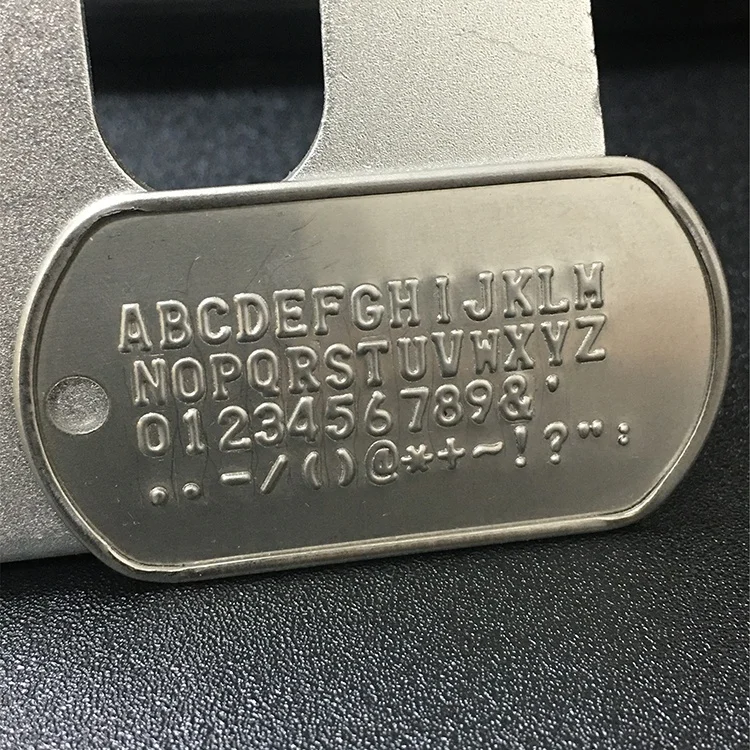 ABCDEFGHIJKLM
NOPQRSTUVWXYZ
0123456789&'
,.-/()@*+~!?":